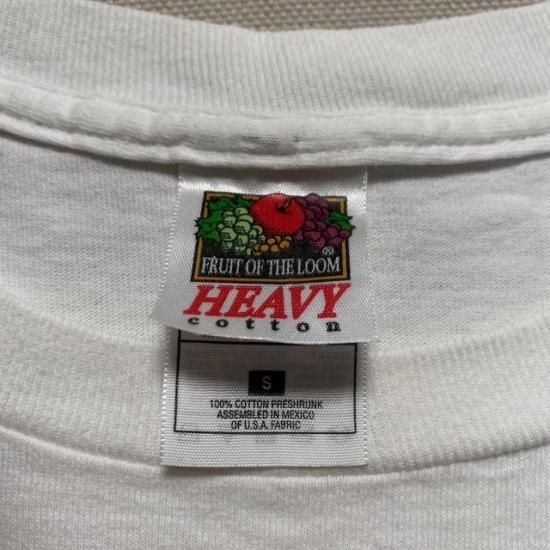 FRUIT OF THE LOOM ®
HEAVY
cotton
S
100% COTTON PRESHRUNK
ASSEMBLED IN MEXICO
OF U.S.A. FABRIC